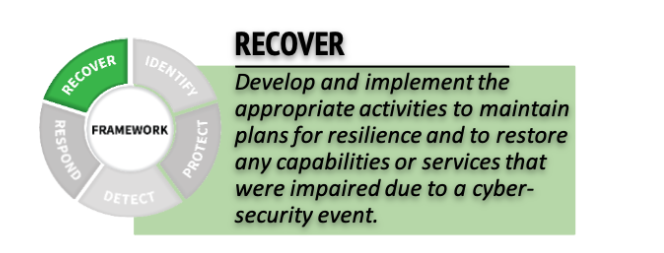 RECOVER
Develop and implement the
appropriate activities to maintain
plans for resilience and to restore
any capabilities or services that
were impaired due to a cyber-
security event.
RECOVER
IDENTIFY
PROTECT
DETECT
RESPOND
FRAMEWORK